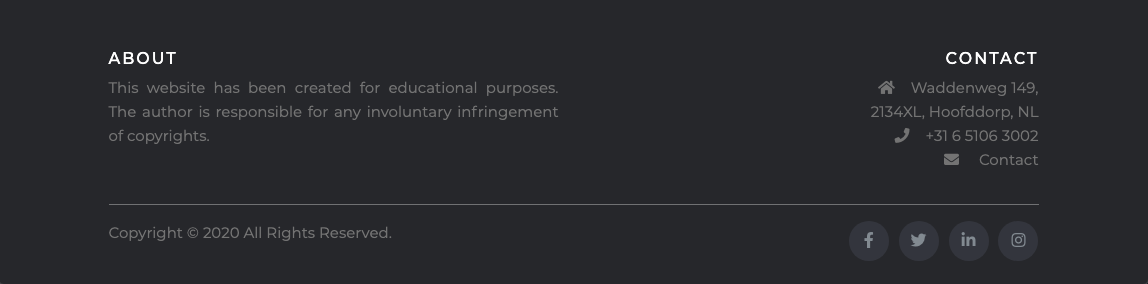 ABOUT
This website has been created for educational purposes.
The author is responsible for any involuntary infringement
of copyrights.
CONTACT
Waddenweg 149,
2134XL, Hoofddorp, NL
+31 6 5106 3002
Contact
Copyright © 2020 All Rights Reserved.